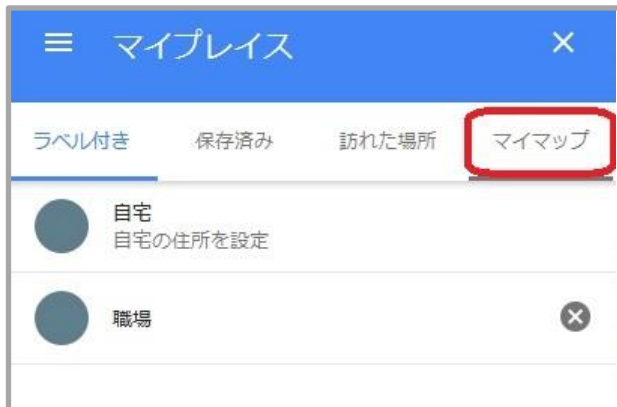 マイプレイス
ラベル付き 保存済み 訪れた場所 マイマップ
自宅
自宅の住所を設定
職場